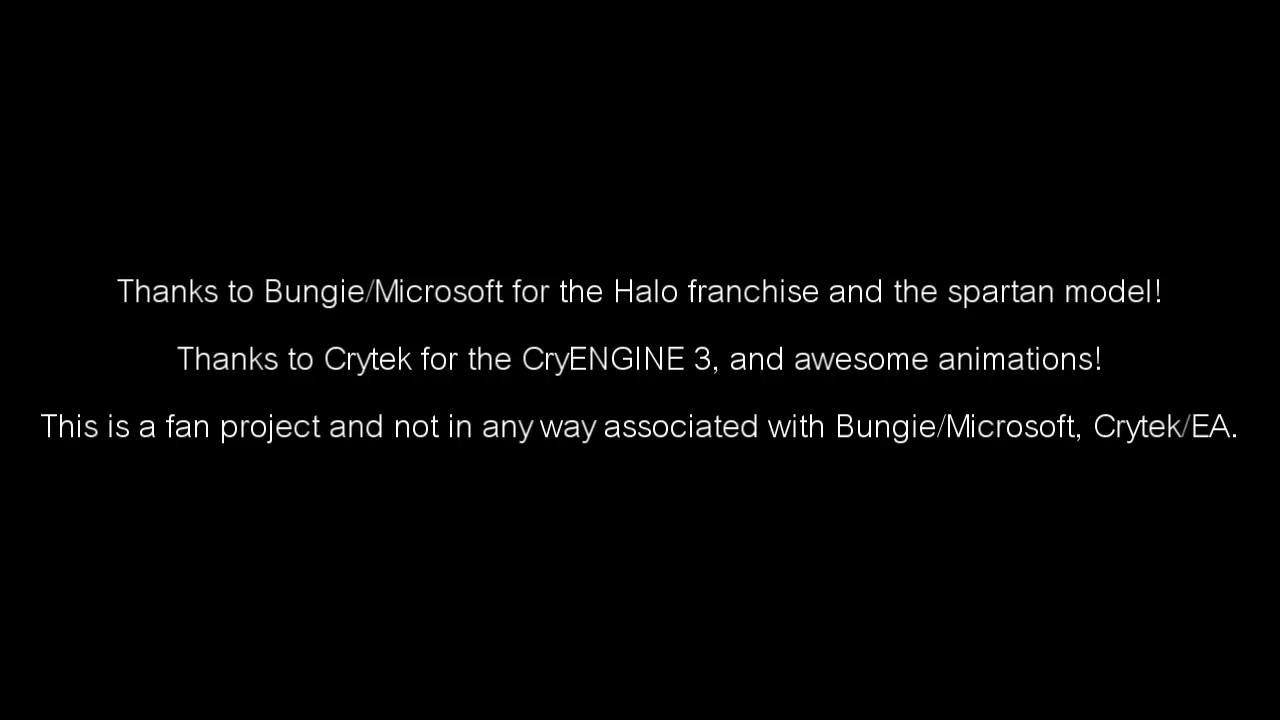 Thanks to Bungie/Microsoft for the Halo franchise and the spartan model!
Thanks to Crytek for the CryENGINE 3, and awesome animations!
This is a fan project and not in any way associated with Bungie/Microsoft, Crytek/EA.